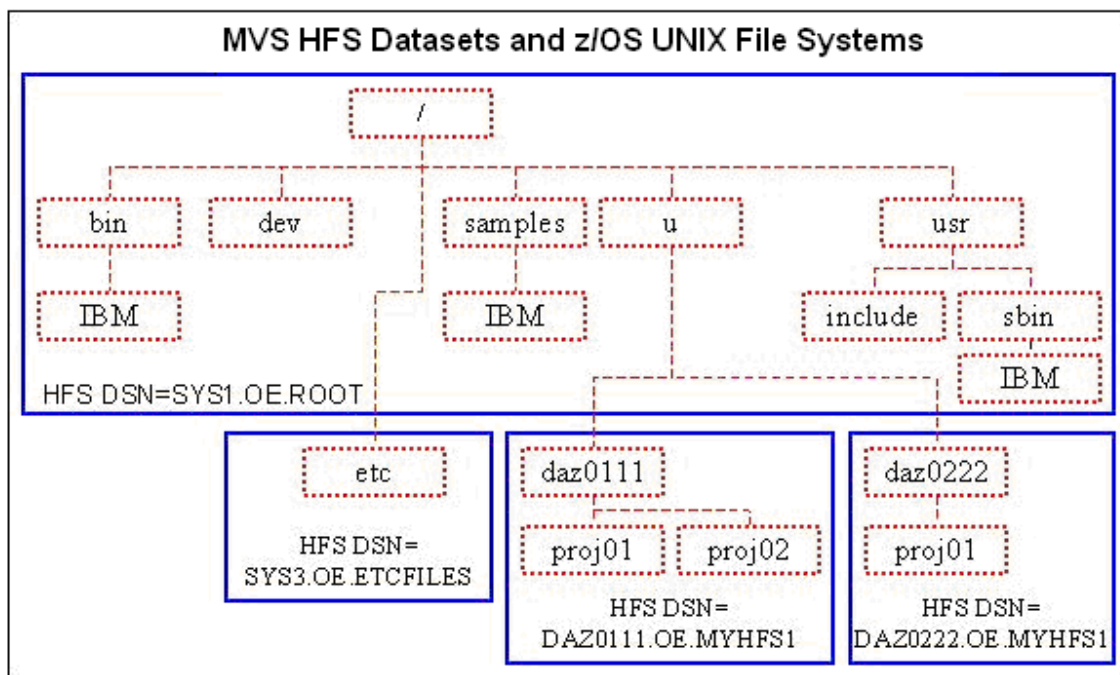 MVS HFS Datasets and z/OS UNIX File Systems
/
bin
dev
samples
u
usr
IBM
IBM
include
sbin
IBM
HFS DSN=SYS1.OE.ROOT
etc
HFS DSN=
SYS3.OE.ETCFILES
daz0111
proj01
proj02
HFS DSN=
DAZ0111.OE.MYHFS1
daz0222
proj01
HFS DSN=
DAZ0222.OE.MYHFS1